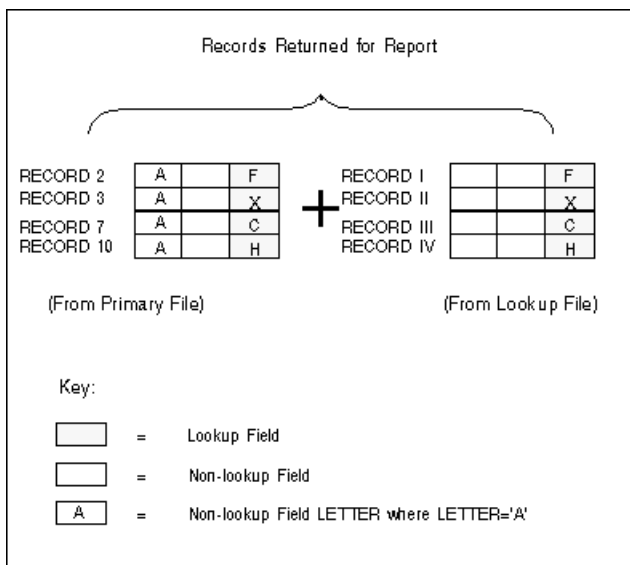 Records Returned for Report
RECORD 2 A F RECORD I F
RECORD 3 A X RECORD II X
RECORD 7 A C RECORD III C
RECORD 10 A H RECORD IV H
(From Primary File) (From Lookup File)
Key:
= Lookup Field
= Non-lookup Field
A = Non-lookup Field LETTER where LETTER='A'